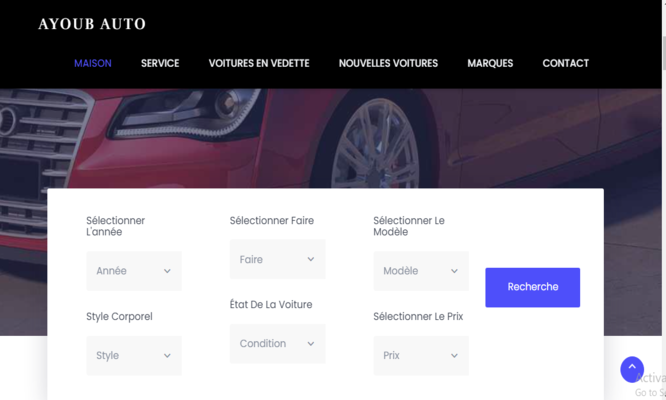 AYOUB AUTO
MAISON SERVICE VOITURES EN VEDETTE NOUVELLES VOITURES MARQUES CONTACT
Sélectionner
L'année
Année
Sélectionner Faire
Faire
Sélectionner Le
Modèle
Modèle
Recherche
Style Corporel
Style
État De La Voiture
Condition
Sélectionner Le Prix
Prix
Activa
Go to S